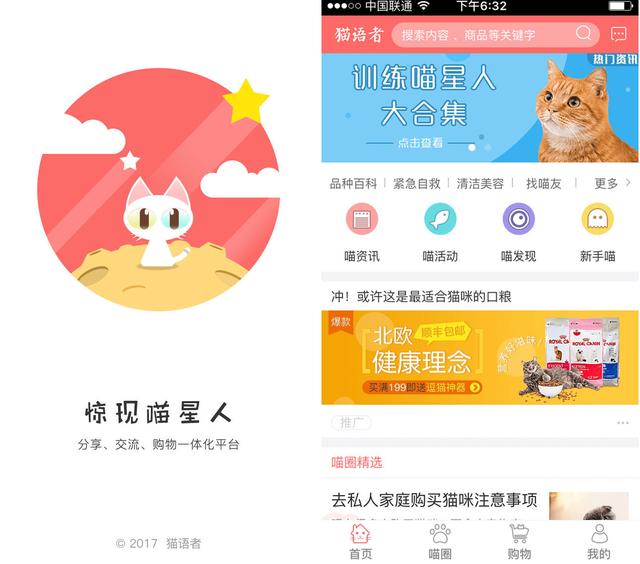 惊现喵星人
分享、交流、购物一体化平台
© 2017 猫语者
中国联通
下午6:32
猫语者
搜索内容 、商品等关键字
热门资讯
训练喵星人
大合集
点击查看
品种百科 | 紧急自救 | 清洁美容 | 找喵友 更多
喵资讯 喵活动 喵发现 新手喵
冲！或许这是最适合猫咪的口粮
爆款
北欧 顺丰包邮
健康理念
买满199即送逗猫神器
营养好猫咪!
ROYAL CANIN
推广
喵圈精选
去私人家庭购买猫咪注意事项
首页 喵圈 购物 我的